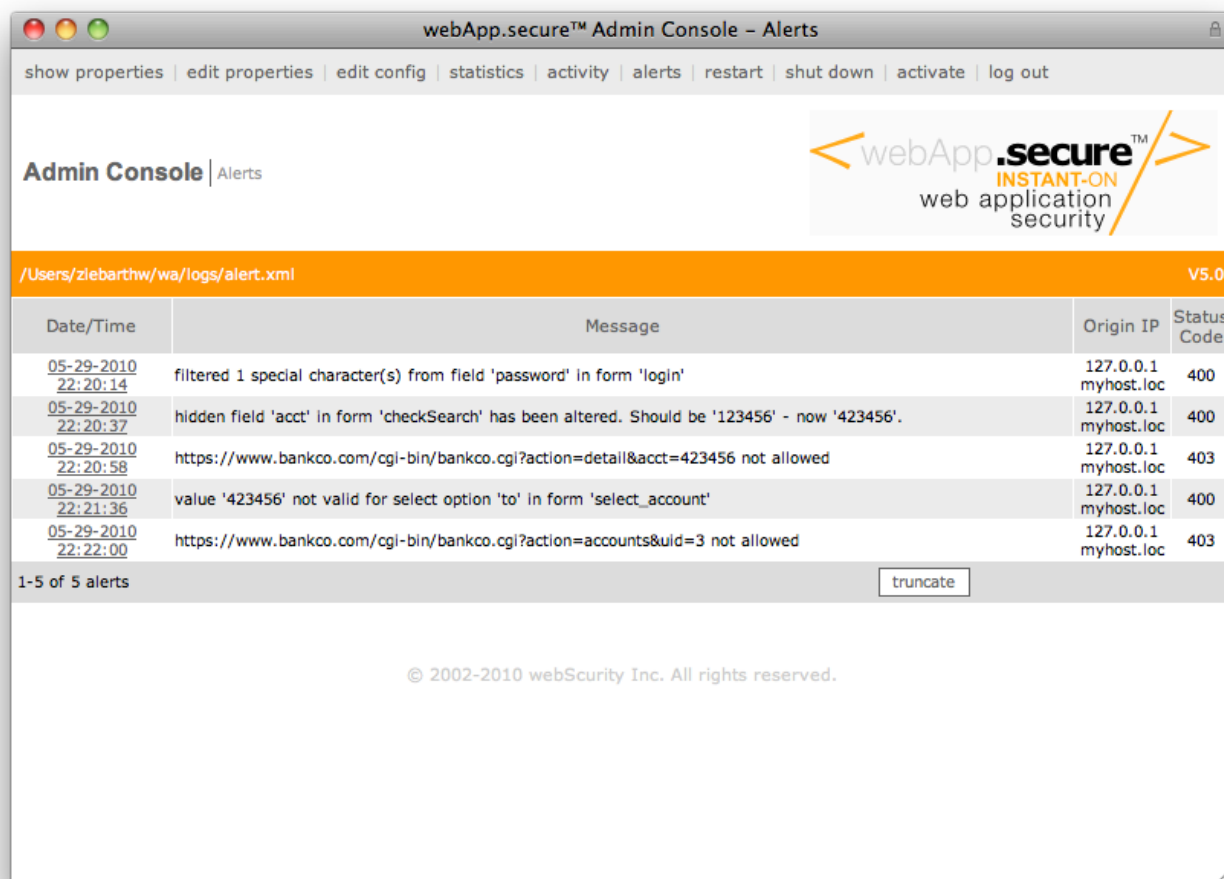 webApp.secure™ Admin Console – Alerts
show properties | edit properties | edit config | statistics | activity | alerts | restart | shut down | activate | log out
<webApp.secure™/>
INSTANT-ON
web application
security
Admin Console | Alerts
/Users/ziebarthw/wa/logs/alert.xml V5.0
Date/Time Message Origin IP Status Code
05-29-2010 22:20:14 filtered 1 special character(s) from field 'password' in form 'login' 127.0.0.1 myhost.loc 400
05-29-2010 22:20:37 hidden field 'acct' in form 'checkSearch' has been altered. Should be '123456' - now '423456'. 127.0.0.1 myhost.loc 400
05-29-2010 22:20:58 https://www.bankco.com/cgi-bin/bankco.cgi?action=detail&acct=423456 not allowed 127.0.0.1 myhost.loc 403
05-29-2010 22:21:36 value '423456' not valid for select option 'to' in form 'select_account' 127.0.0.1 myhost.loc 400
05-29-2010 22:22:00 https://www.bankco.com/cgi-bin/bankco.cgi?action=accounts&uid=3 not allowed 127.0.0.1 myhost.loc 403
1-5 of 5 alerts truncate
© 2002-2010 webScurity Inc. All rights reserved.